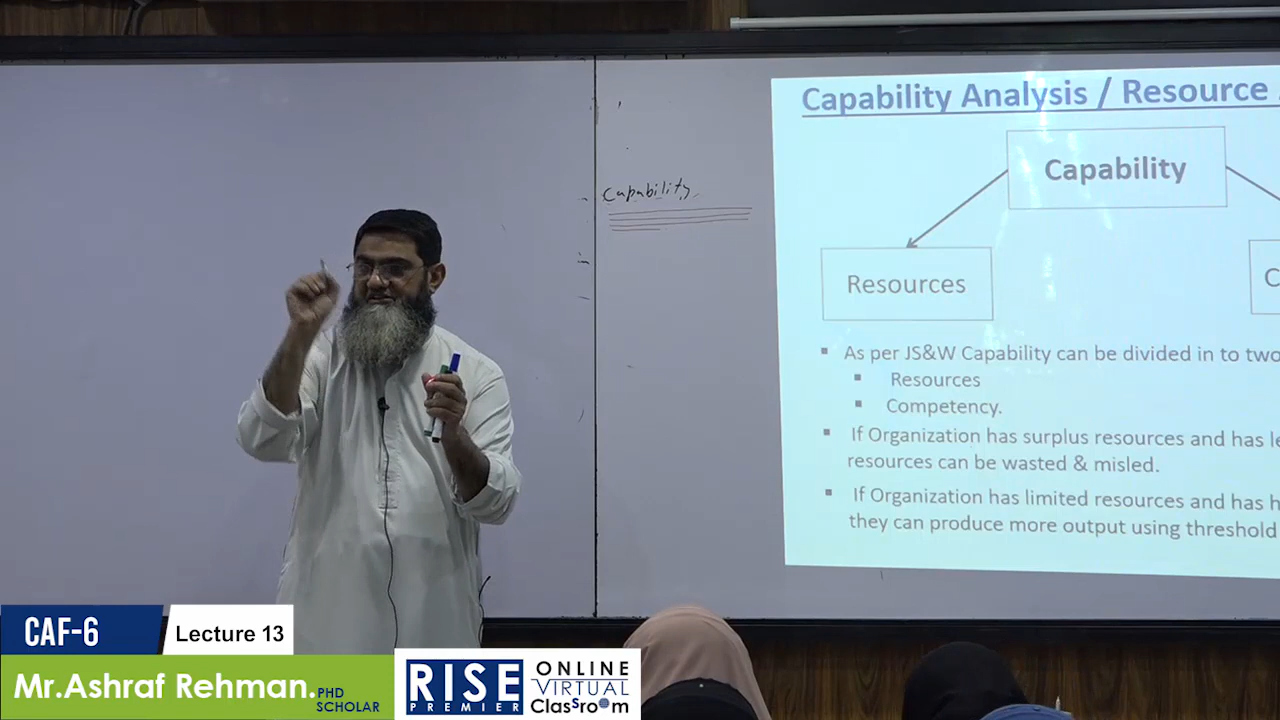 Capability Analysis / Resource
Capability
Capability
Resources
C
▪ As per JS&W Capability can be divided in to two
▪ Resources
▪ Competency.
▪ If Organization has surplus resources and has le
resources can be wasted & misled.
▪ If Organization has limited resources and has h
they can produce more output using threshold
CAF-6
Lecture 13
Mr.Ashraf Rehman. PHD SCHOLAR
RISE PREMIER
ONLINE
VIRTUAL
Classroom